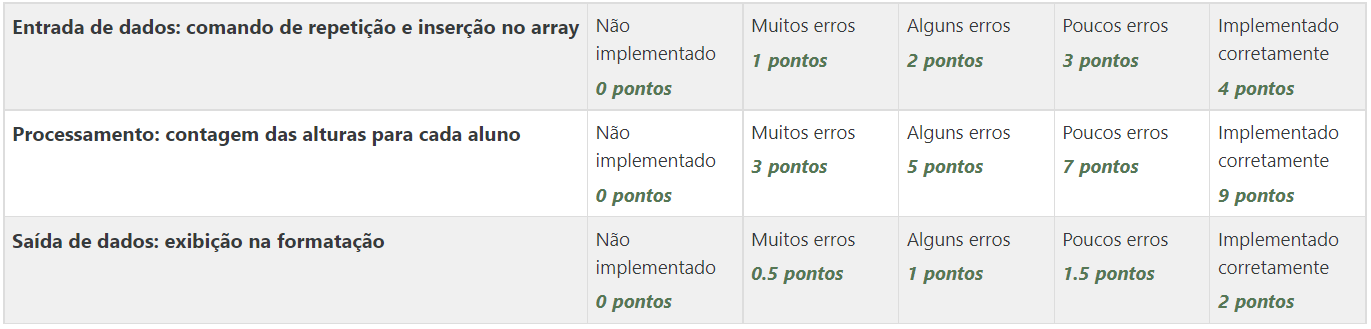 Entrada de dados: comando de repetição e inserção no array
Não
implementado
0 pontos
Muitos erros
1 pontos
Alguns erros
2 pontos
Poucos erros
3 pontos
Implementado
corretamente
4 pontos
Processamento: contagem das alturas para cada aluno
Não
implementado
0 pontos
Muitos erros
3 pontos
Alguns erros
5 pontos
Poucos erros
7 pontos
Implementado
corretamente
9 pontos
Saída de dados: exibição na formatação
Não
implementado
0 pontos
Muitos erros
0.5 pontos
Alguns erros
1 pontos
Poucos erros
1.5 pontos
Implementado
corretamente
2 pontos